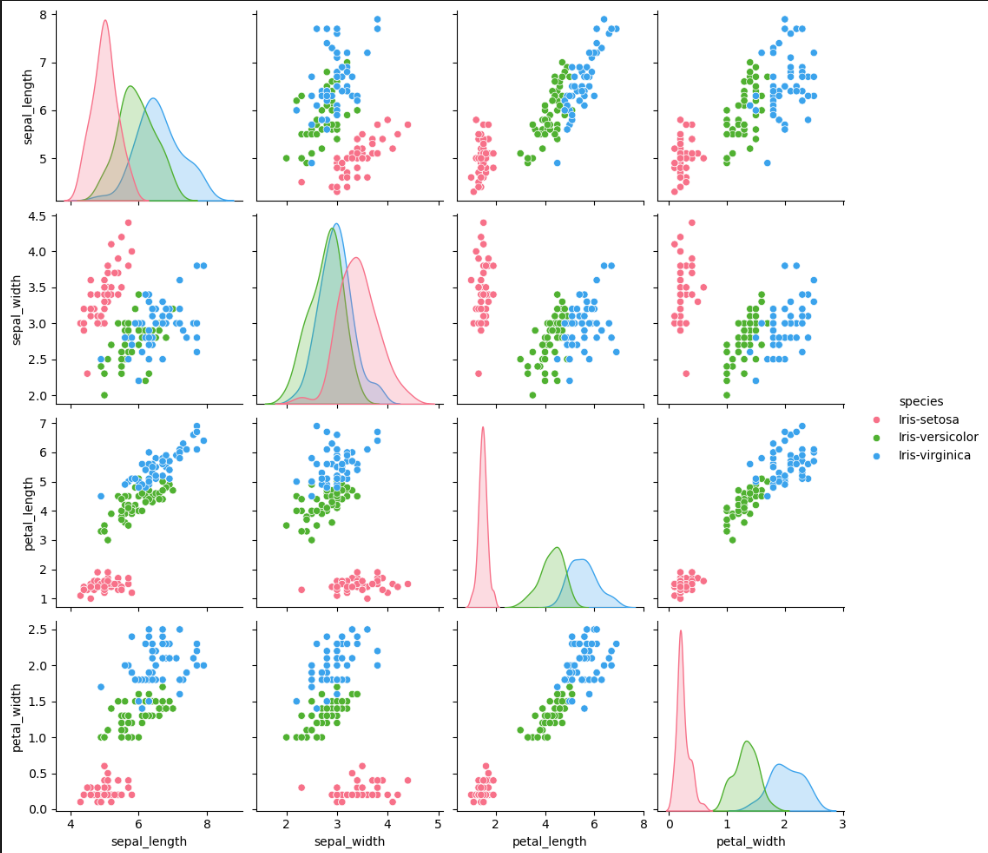 8
7
6
5
sepal_length
4.5
4.0
3.5
3.0
2.5
2.0
sepal_width
species
Iris-setosa
Iris-versicolor
Iris-virginica
7
6
5
4
3
2
1
petal_length
2.5
2.0
1.5
1.0
0.5
0.0
petal_width
4 6 8
sepal_length
2 3 4 5
sepal_width
2 4 6 8
petal_length
0 1 2 3
petal_width